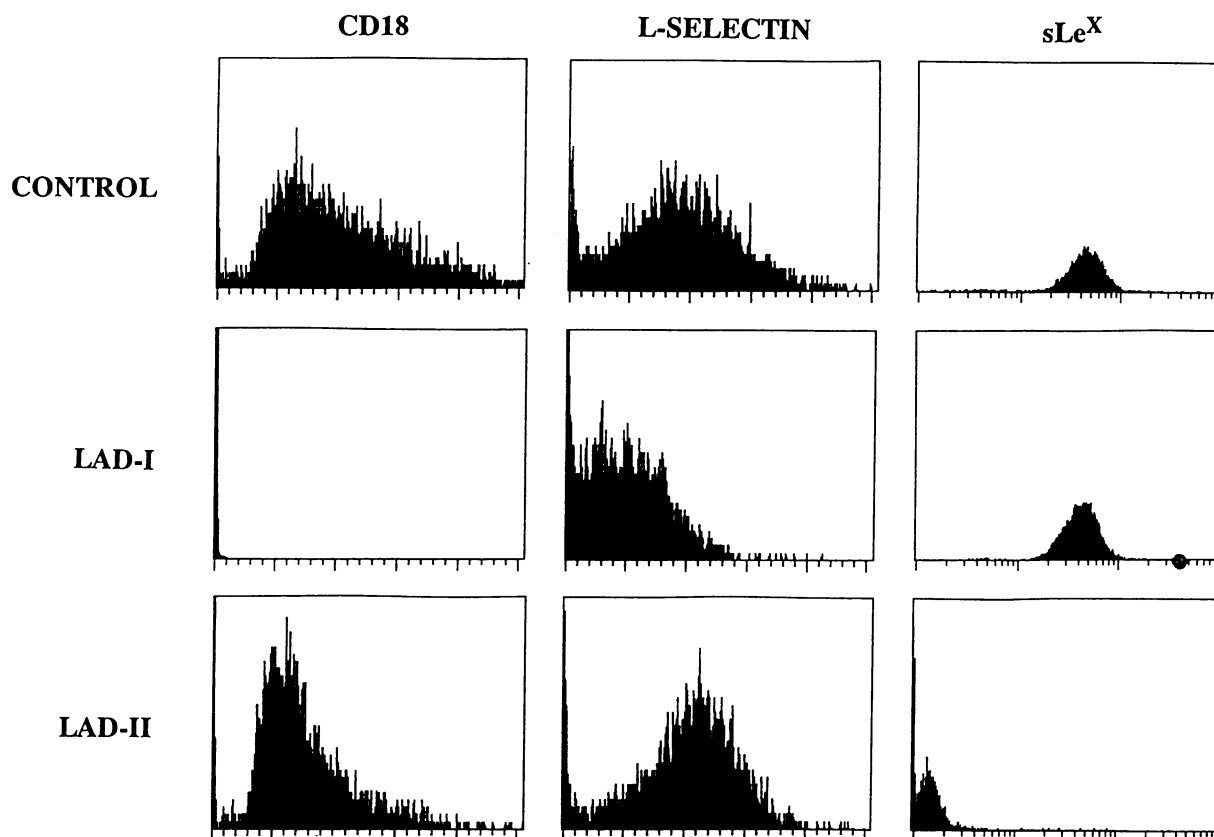 CD18
L-SELECTIN
sLeX
CONTROL
LAD-I
LAD-II